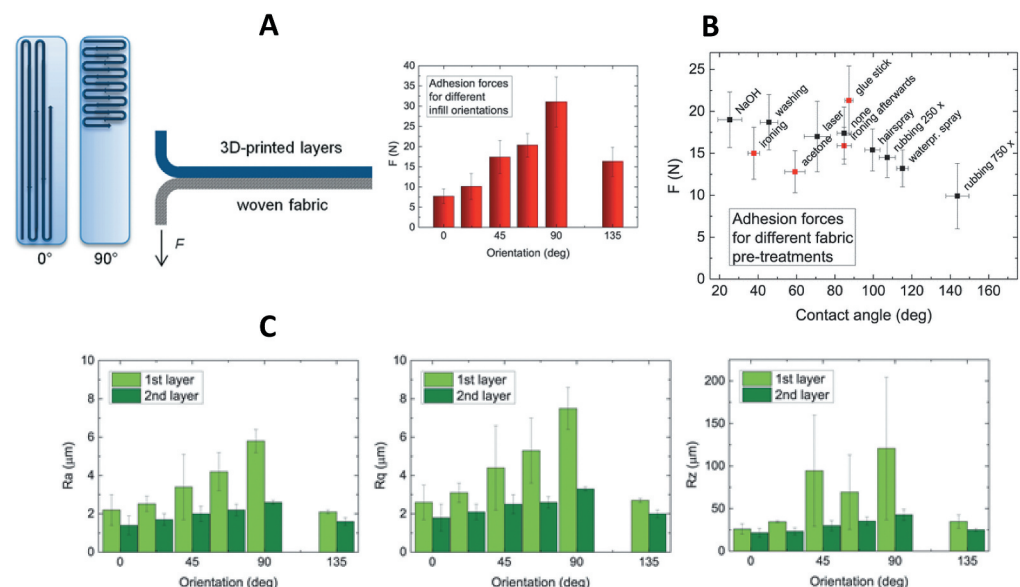 A
0°
90°
3D-printed layers
woven fabric
F
Adhesion forces
for different
infill orientations
F (N)
40
35
30
25
20
15
10
5
0
0
45
90
135
Orientation (deg)
B
F (N)
25
20
15
10
5
0
NaOH
ironing
washing
acetone
laser
none
ironing afterwards
glue stick
hairspray
rubbing 250 x
waterpr. spray
rubbing 750 x
Adhesion forces
for different fabric
pre-treatments
20
40
60
80
100
120
140
160
Contact angle (deg)
C
Ra (µm)
10
8
6
4
2
0
1st layer
2nd layer
0
45
90
135
Orientation (deg)
Rq (µm)
10
8
6
4
2
0
1st layer
2nd layer
0
45
90
135
Orientation (deg)
Rz (µm)
200
150
100
50
0
1st layer
2nd layer
0
45
90
135
Orientation (deg)